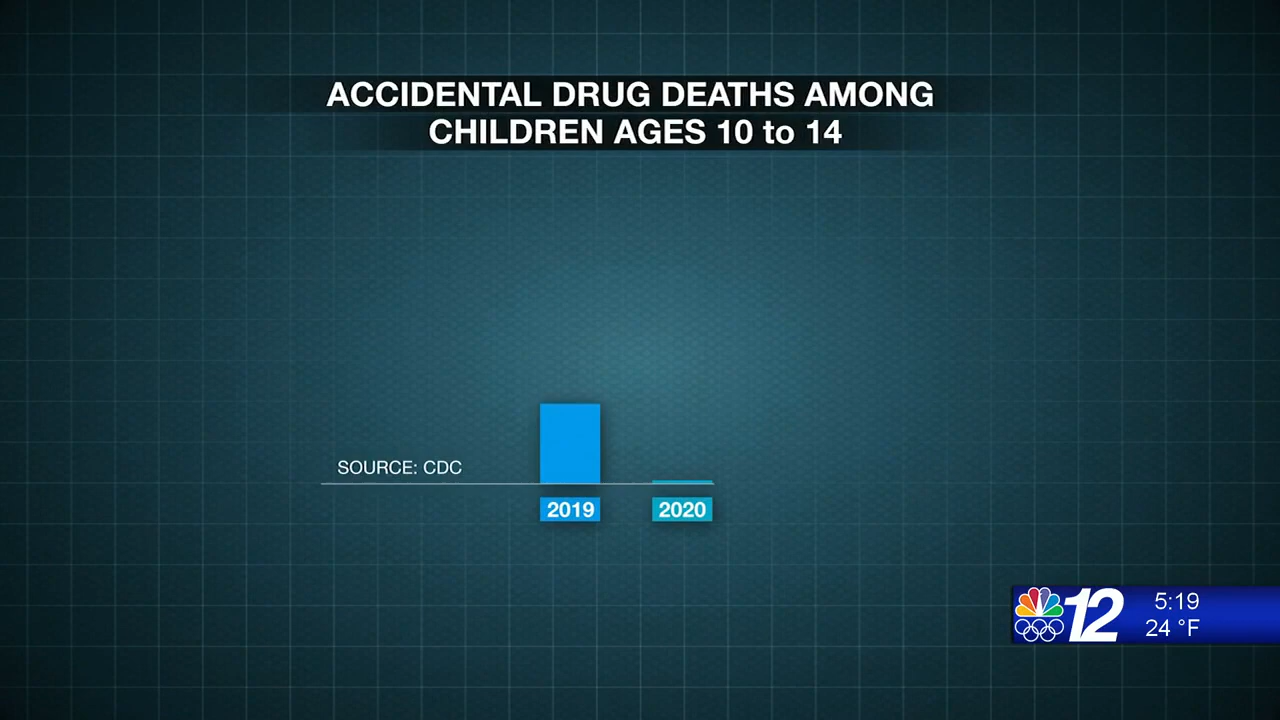 ACCIDENTAL DRUG DEATHS AMONG
CHILDREN AGES 10 to 14
SOURCE: CDC
2019
2020
12
5:19
24 °F